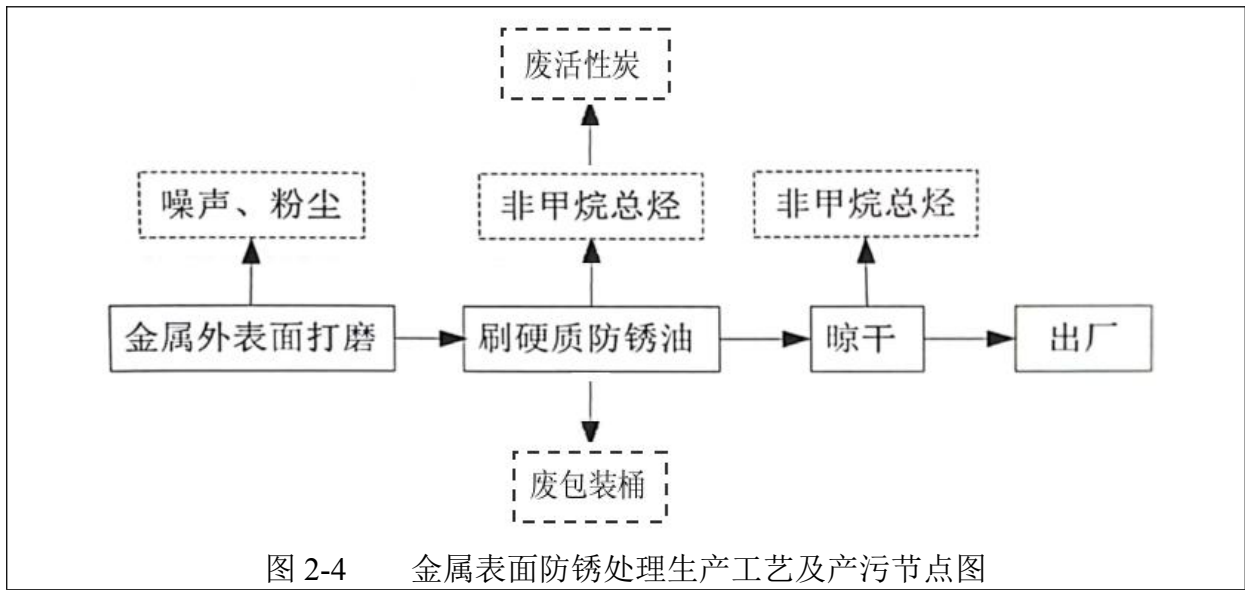 废活性炭
噪声、粉尘
非甲烷总烃
非甲烷总烃
金属外表面打磨
刷硬质防锈油
晾干
出厂
废包装桶
图 2-4 金属表面防锈处理生产工艺及产污节点图